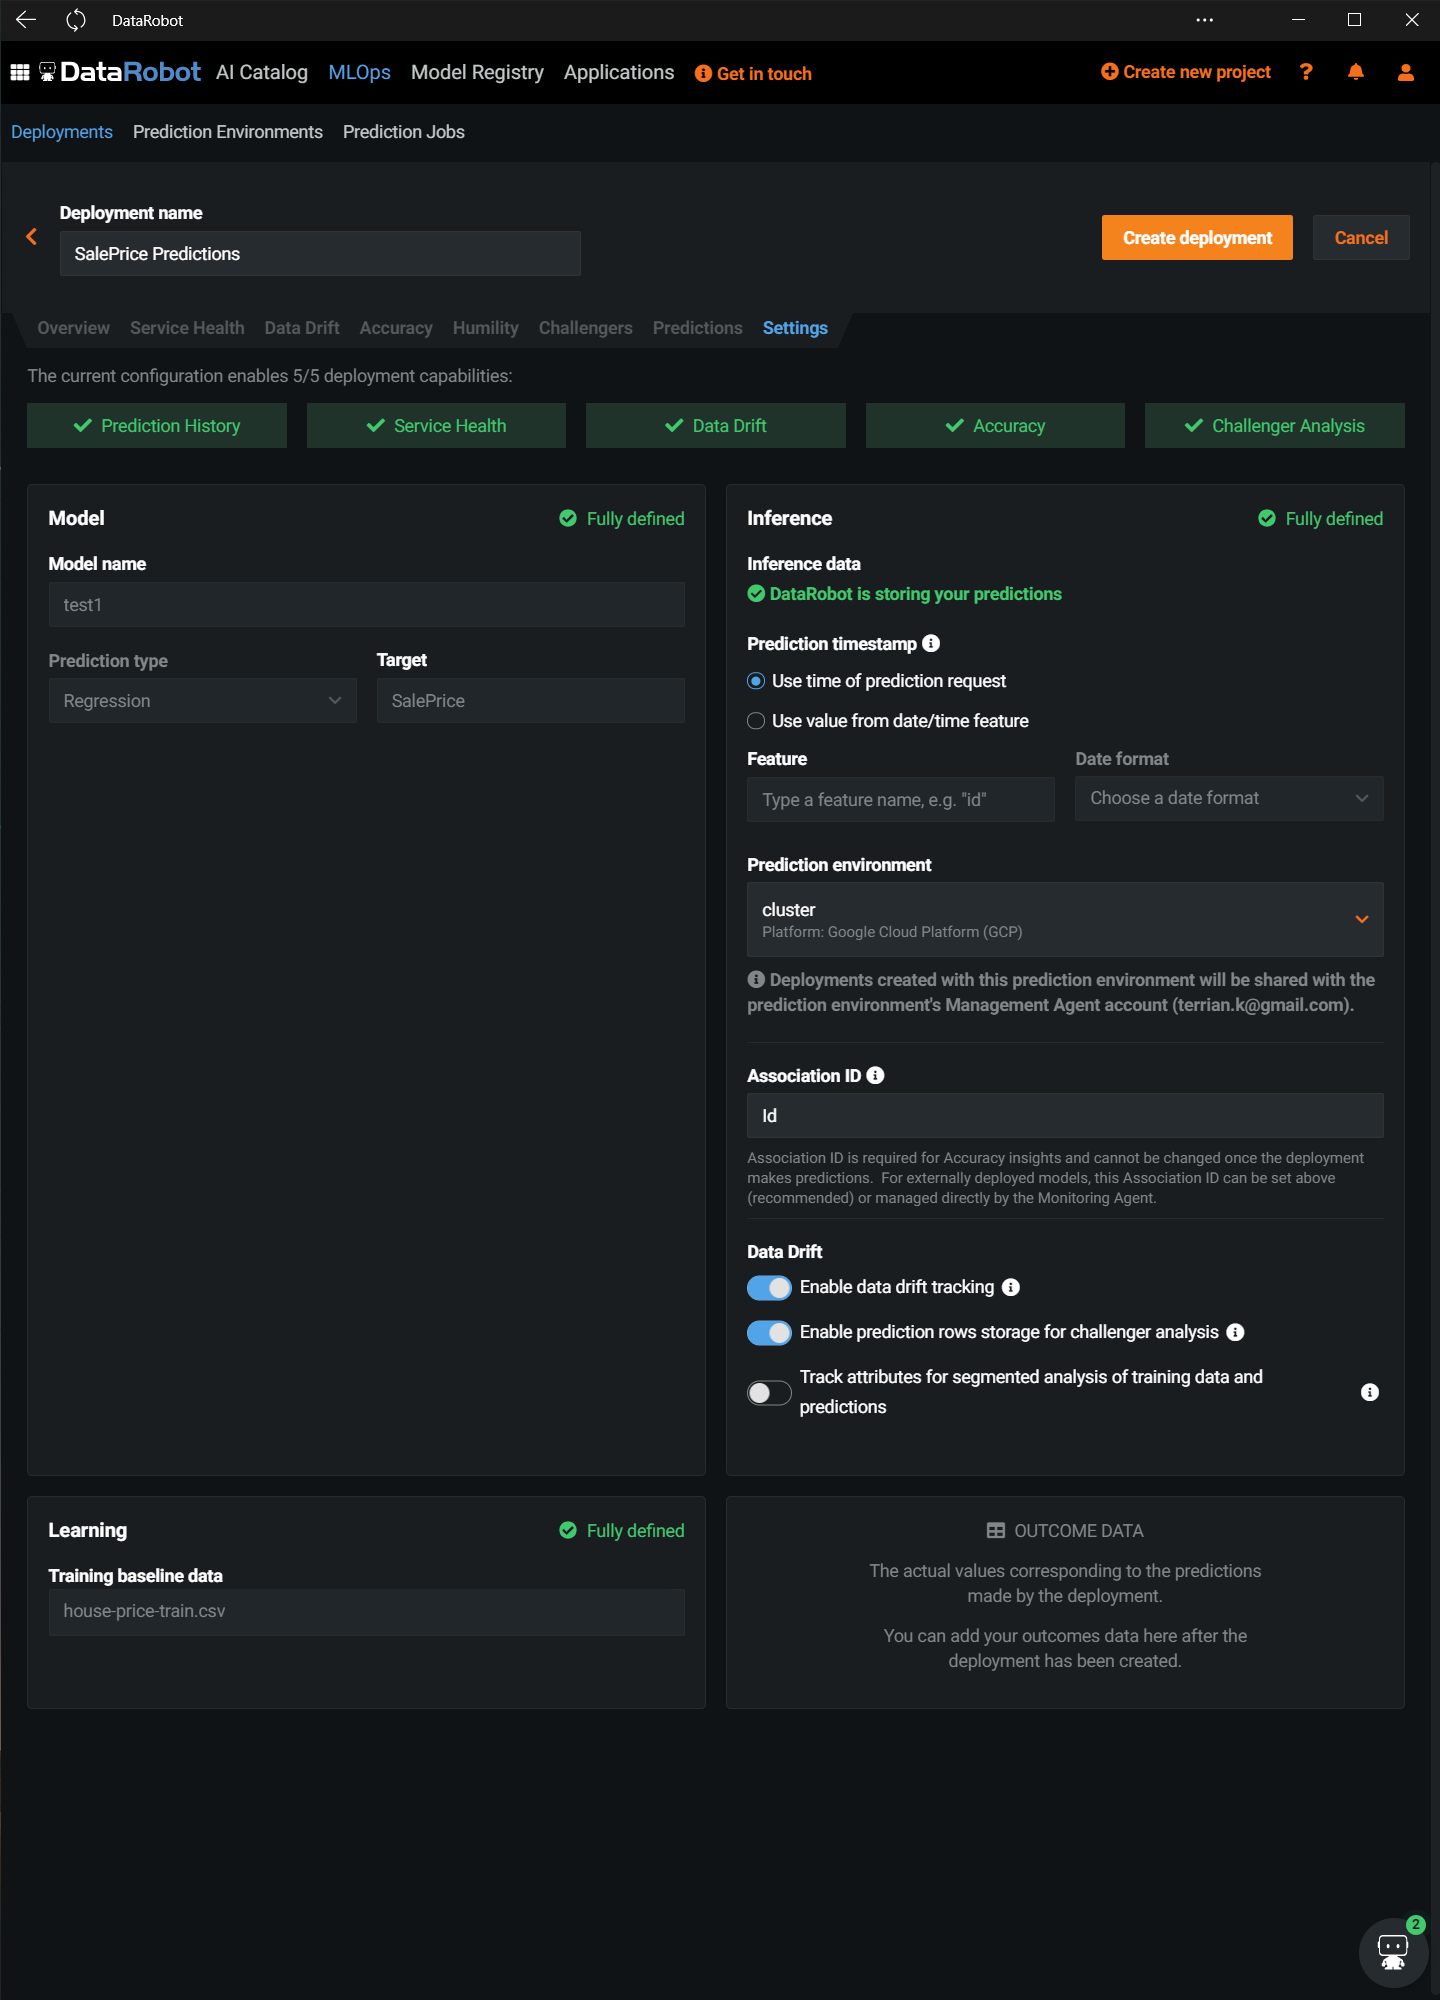 DataRobot
DataRobot AI Catalog MLOps Model Registry Applications Get in touch Create new project ?
Deployments Prediction Environments Prediction Jobs
Deployment name
SalePrice Predictions
Create deployment Cancel
Overview Service Health Data Drift Accuracy Humility Challengers Predictions Settings
The current configuration enables 5/5 deployment capabilities:
Prediction History Service Health Data Drift Accuracy Challenger Analysis
Model Fully defined
Model name
test1
Prediction type Target
Regression SalePrice
Inference Fully defined
Inference data
DataRobot is storing your predictions
Prediction timestamp
Use time of prediction request
Use value from date/time feature
Feature Date format
Type a feature name, e.g. "id" Choose a date format
Prediction environment
cluster
Platform: Google Cloud Platform (GCP)
Deployments created with this prediction environment will be shared with the
prediction environment's Management Agent account (terrian.k@gmail.com).
Association ID
Id
Association ID is required for Accuracy insights and cannot be changed once the deployment
makes predictions. For externally deployed models, this Association ID can be set above
(recommended) or managed directly by the Monitoring Agent.
Data Drift
Enable data drift tracking
Enable prediction rows storage for challenger analysis
Track attributes for segmented analysis of training data and
predictions
Learning Fully defined
Training baseline data
house-price-train.csv
OUTCOME DATA
The actual values corresponding to the predictions
made by the deployment.
You can add your outcomes data here after the
deployment has been created.
2